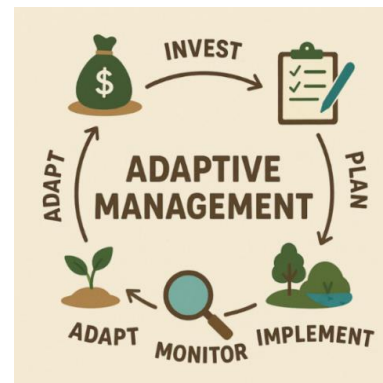 INVEST
$
PLAN
ADAPTIVE
MANAGEMENT
ADAPT
IMPLEMENT
MONITOR
ADAPT